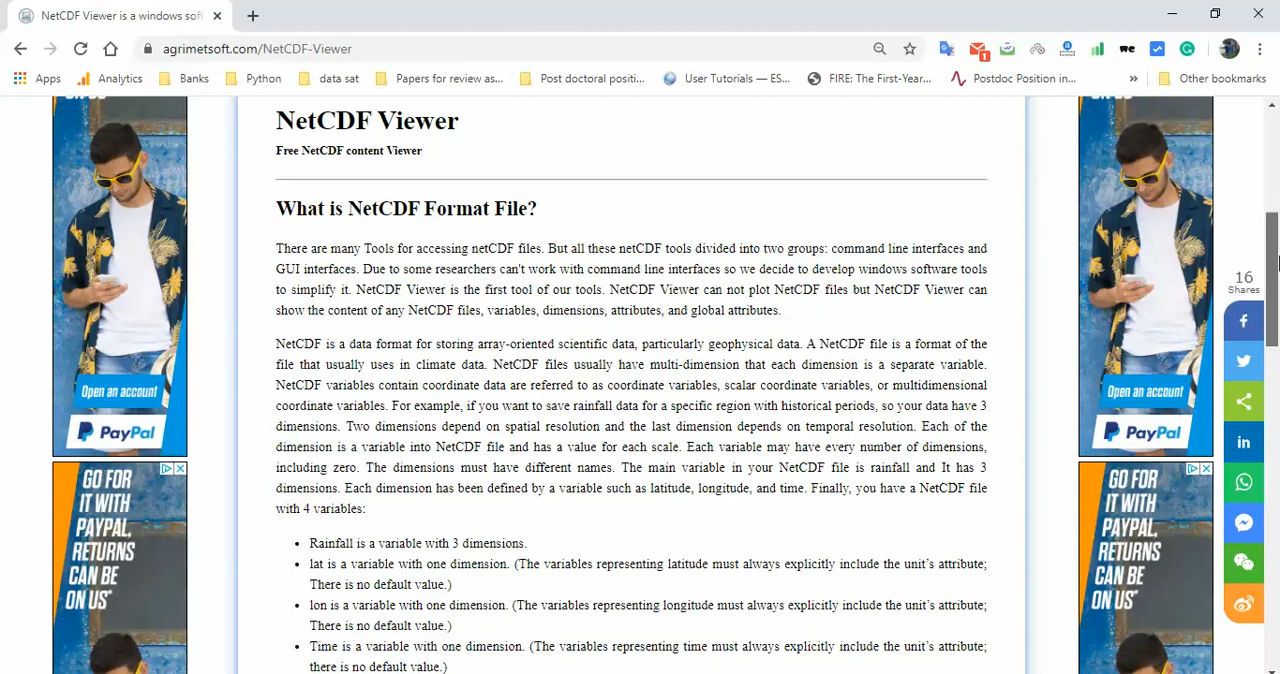 NetCDF Viewer is a windows soft
agrimetsoft.com/NetCDF-Viewer
1
we
Apps
Analytics
Banks
Python
data sat
Papers for review as...
Post doctoral positi...
User Tutorials — ES...
FIRE: The First-Year...
Postdoc Position in...
»
Other bookmarks
NetCDF Viewer
Free NetCDF content Viewer
What is NetCDF Format File?
There are many Tools for accessing netCDF files. But all these netCDF tools divided into two groups: command line interfaces and
GUI interfaces. Due to some researchers can't work with command line interfaces so we decide to develop windows software tools
to simplify it. NetCDF Viewer is the first tool of our tools. NetCDF Viewer can not plot NetCDF files but NetCDF Viewer can
show the content of any NetCDF files, variables, dimensions, attributes, and global attributes.
NetCDF is a data format for storing array-oriented scientific data, particularly geophysical data. A NetCDF file is a format of the
file that usually uses in climate data. NetCDF files usually have multi-dimension that each dimension is a separate variable.
NetCDF variables contain coordinate data are referred to as coordinate variables, scalar coordinate variables, or multidimensional
coordinate variables. For example, if you want to save rainfall data for a specific region with historical periods, so your data have 3
dimensions. Two dimensions depend on spatial resolution and the last dimension depends on temporal resolution. Each of the
dimension is a variable into NetCDF file and has a value for each scale. Each variable may have every number of dimensions,
including zero. The dimensions must have different names. The main variable in your NetCDF file is rainfall and It has 3
dimensions. Each dimension has been defined by a variable such as latitude, longitude, and time. Finally, you have a NetCDF file
with 4 variables:
• Rainfall is a variable with 3 dimensions.
• lat is a variable with one dimension. (The variables representing latitude must always explicitly include the unit’s attribute;
There is no default value.)
• lon is a variable with one dimension. (The variables representing longitude must always explicitly include the unit’s attribute;
There is no default value.)
• Time is a variable with one dimension. (The variables representing time must always explicitly include the unit’s attribute;
there is no default value.)
Open an account
PayPal
GO FOR
IT WITH
PAYPAL,
RETURNS
CAN BE
ON US*
Open an account
PayPal
GO FOR
IT WITH
PAYPAL,
RETURNS
CAN BE
ON US*
16
Shares
f
in